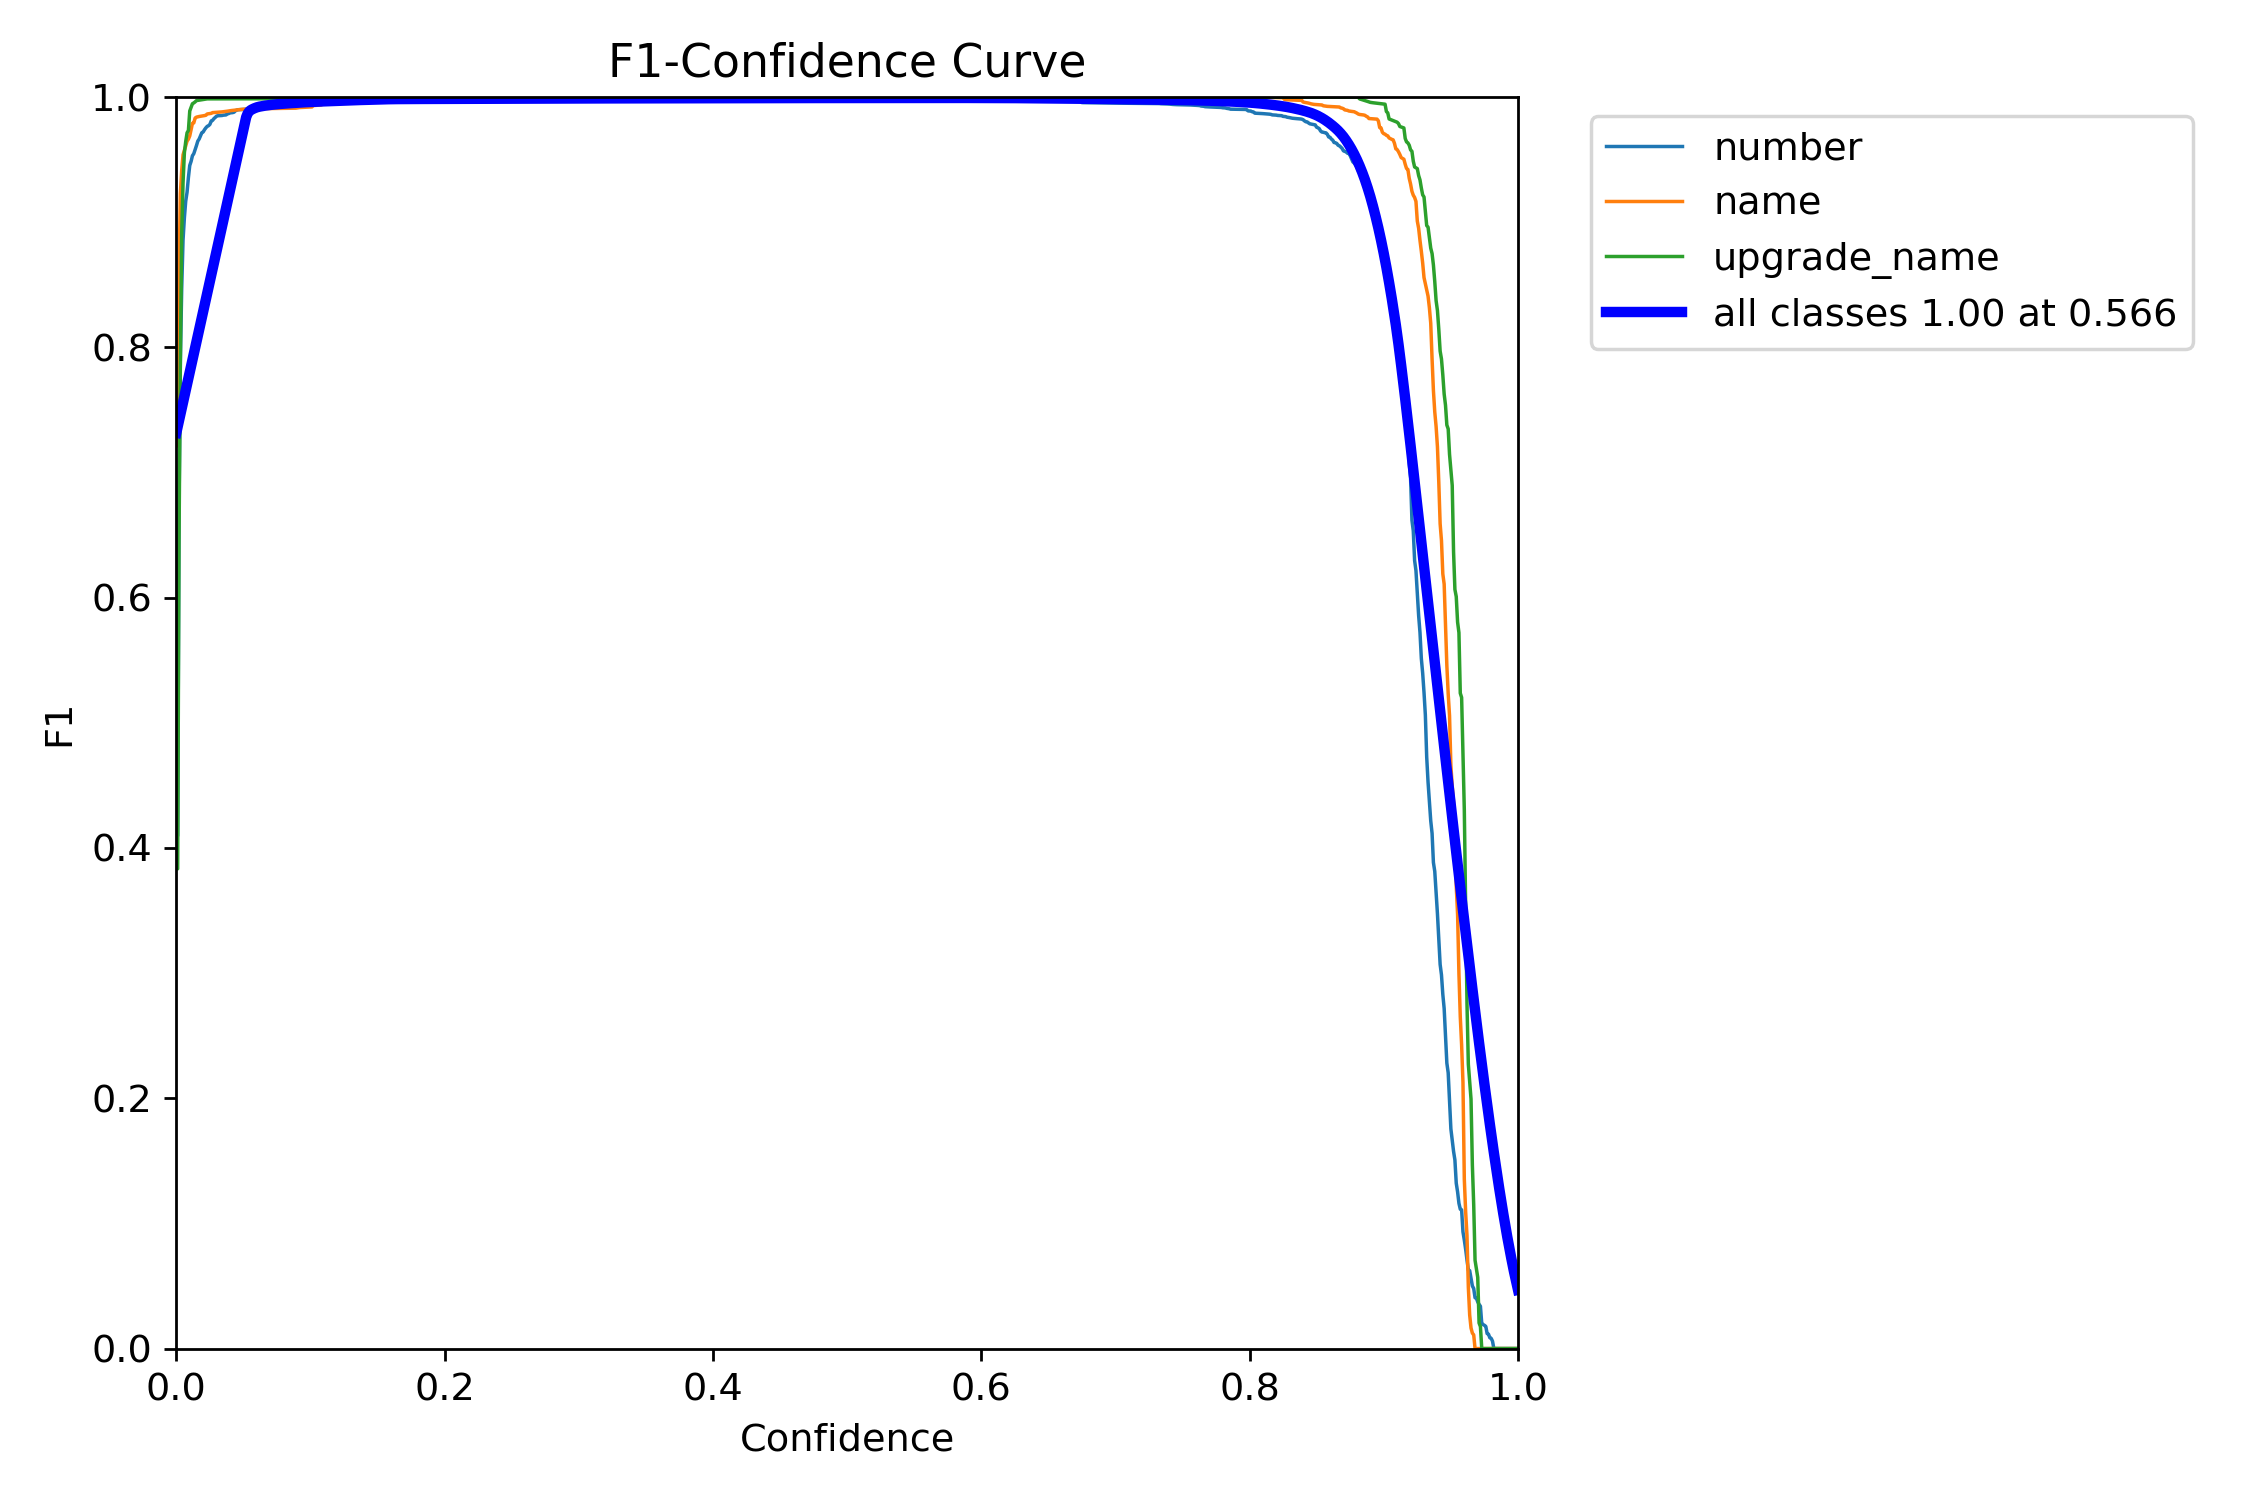 F1-Confidence Curve
1.0
0.8
0.6
0.4
0.2
0.0
F1
0.0 0.2 0.4 0.6 0.8 1.0
Confidence
number
name
upgrade_name
all classes 1.00 at 0.566